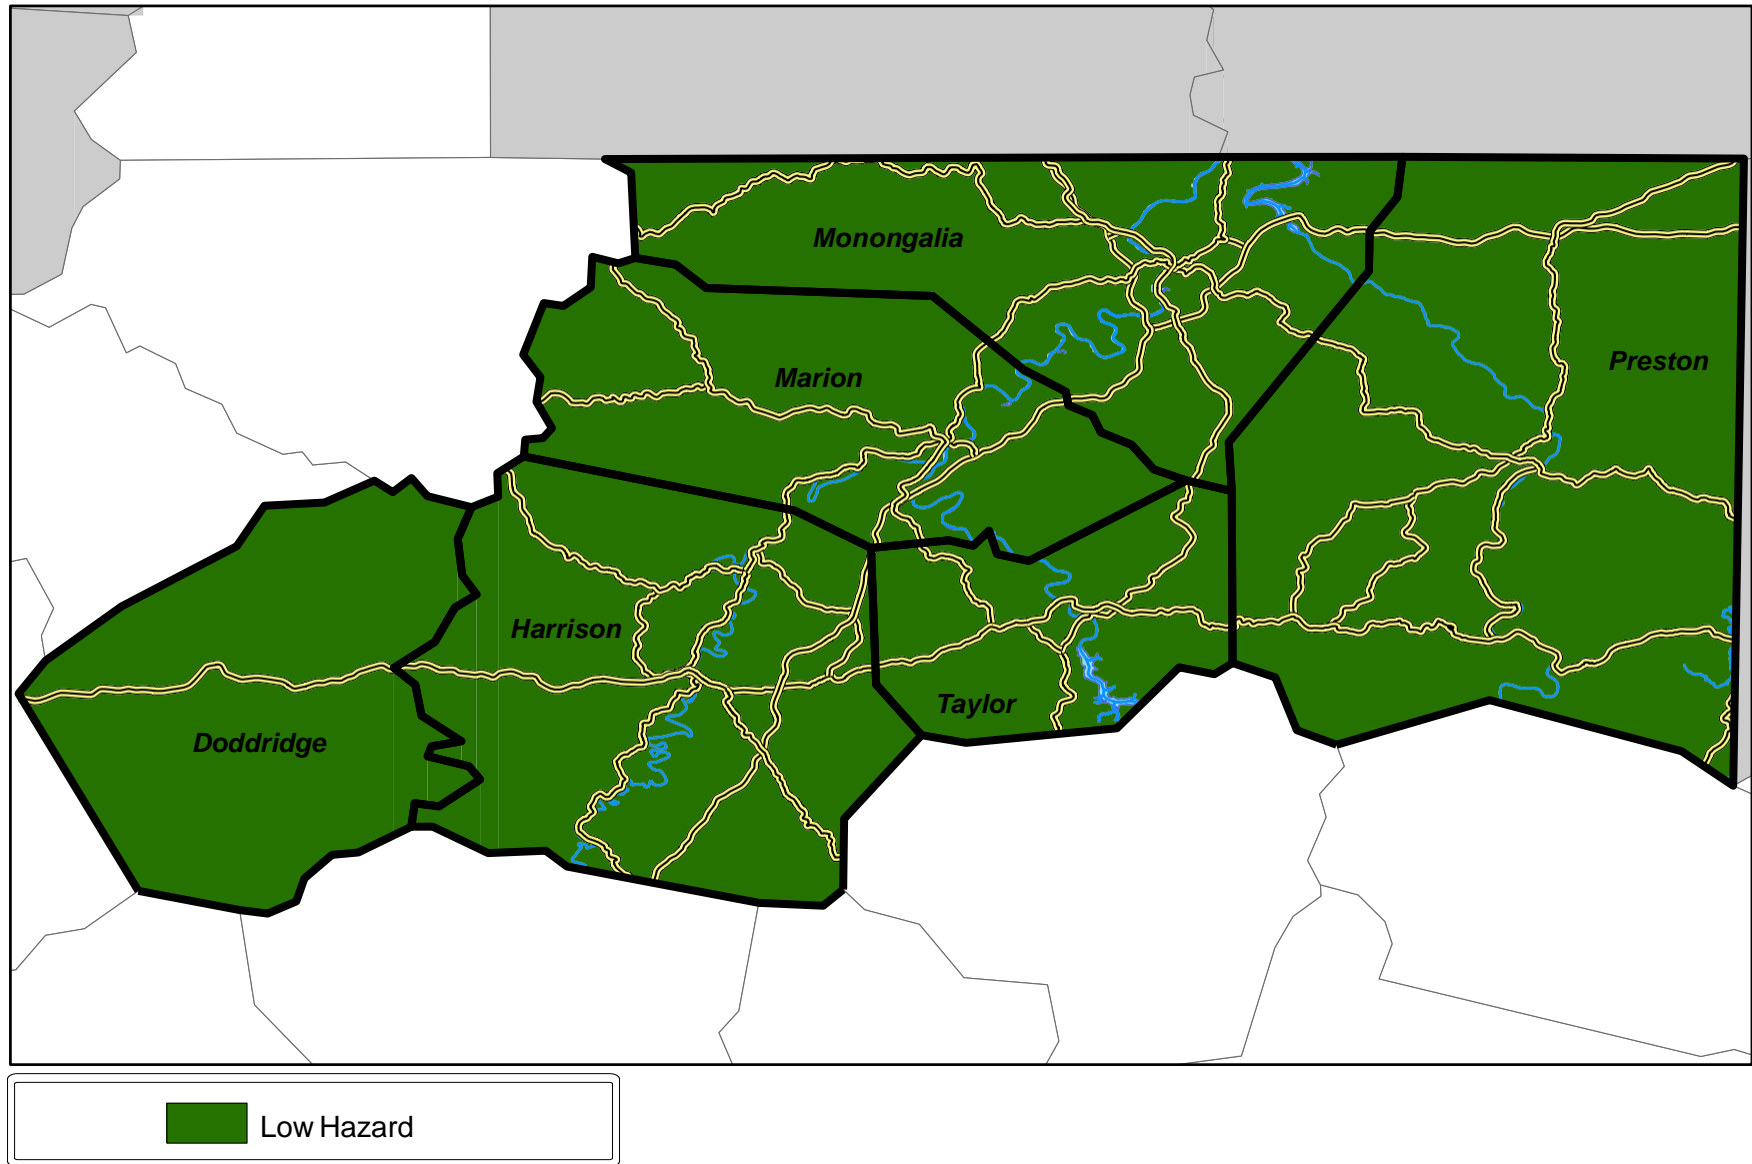 Monongalia
Preston
Marion
Harrison
Taylor
Doddridge
Low Hazard